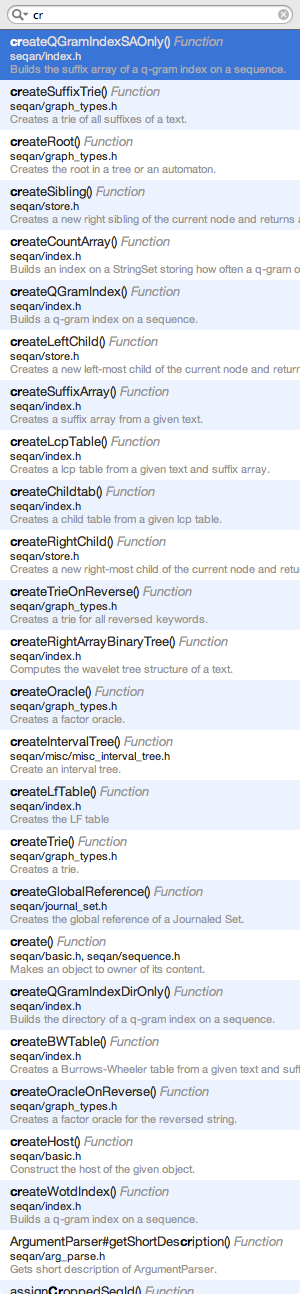 cr
createQGramIndexSAOnly() Function
seqan/index.h
Builds the suffix array of a q-gram index on a sequence.
createSuffixTrie() Function
seqan/graph_types.h
Creates a trie of all suffixes of a text.
createRoot() Function
seqan/graph_types.h
Creates the root in a tree or an automaton.
createSibling() Function
seqan/store.h
Creates a new right sibling of the current node and returns a
createCountArray() Function
seqan/index.h
Builds an index on a StringSet storing how often a q-gram o
createQGramIndex() Function
seqan/index.h
Builds a q-gram index on a sequence.
createLeftChild() Function
seqan/store.h
Creates a new left-most child of the current node and return
createSuffixArray() Function
seqan/index.h
Creates a suffix array from a given text.
createLcpTable() Function
seqan/index.h
Creates a lcp table from a given text and suffix array.
createChildtab() Function
seqan/index.h
Creates a child table from a given lcp table.
createRightChild() Function
seqan/store.h
Creates a new right-most child of the current node and retu
createTrieOnReverse() Function
seqan/graph_types.h
Creates a trie for all reversed keywords.
createRightArrayBinaryTree() Function
seqan/index.h
Computes the wavelet tree structure of a text.
createOracle() Function
seqan/graph_types.h
Creates a factor oracle.
createIntervalTree() Function
seqan/misc/misc_interval_tree.h
Create an interval tree.
createLfTable() Function
seqan/index.h
Creates the LF table
createTrie() Function
seqan/graph_types.h
Creates a trie.
createGlobalReference() Function
seqan/journal_set.h
Creates the global reference of a Journaled Set.
create() Function
seqan/basic.h, seqan/sequence.h
Makes an object to owner of its content.
createQGramIndexDirOnly() Function
seqan/index.h
Builds the directory of a q-gram index on a sequence.
createBWTable() Function
seqan/index.h
Creates a Burrows-Wheeler table from a given text and suff
createOracleOnReverse() Function
seqan/graph_types.h
Creates a factor oracle for the reversed string.
createHost() Function
seqan/basic.h
Construct the host of the given object.
createWotdIndex() Function
seqan/index.h
Builds a q-gram index on a sequence.
ArgumentParser#getShortDescription() Function
seqan/arg_parse.h
Gets short description of ArgumentParser.
assignCroppedSeqId() Function